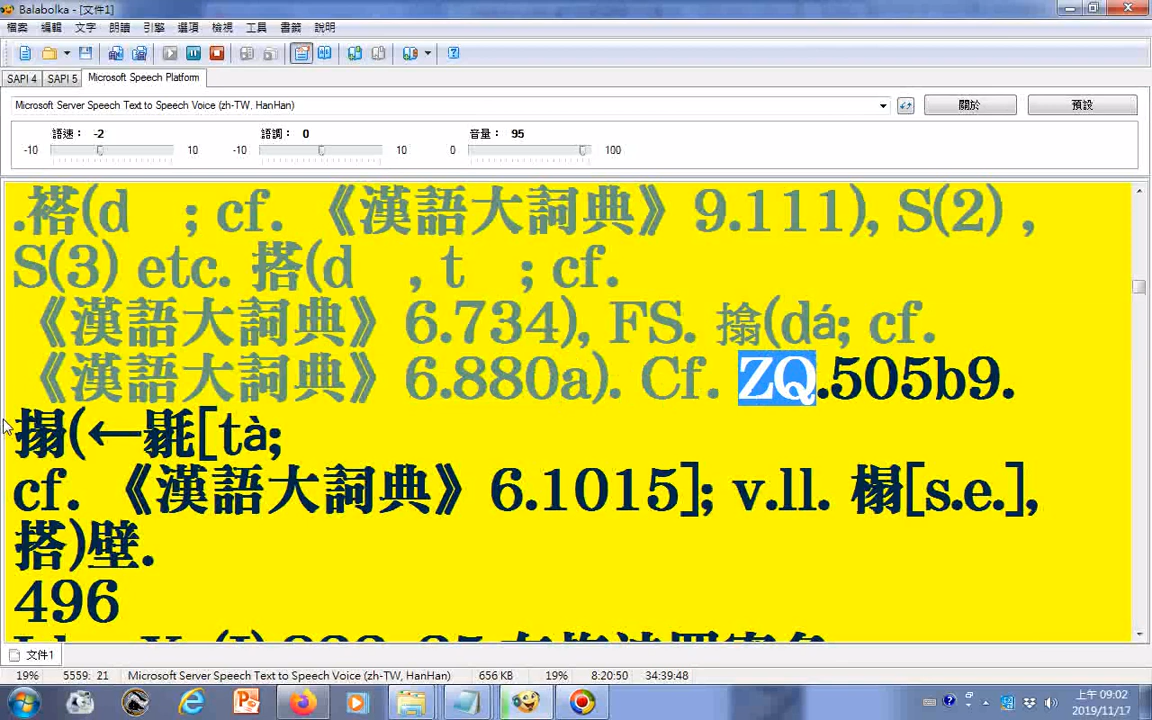 Balabolka - [文件1]
檔案 編輯 文字 朗讀 引擎 選項 檢視 工具 書籤 說明
SAPI 4 SAPI 5 Microsoft Speech Platform
Microsoft Server Speech Text to Speech Voice (zh-TW, HanHan) 關於 預設
語速： -2 語調： 0 音量： 95
-10 10 -10 10 0 100
.褡(d ; cf. 《漢語大詞典》 9.111), S(2) ,
S(3) etc. 搭(d , t ; cf.
《漢語大詞典》 6.734), FS. 搶(dá; cf.
《漢語大詞典》 6.880a). Cf. ZQ.505b9.
搨(←毾[tà;
cf. 《漢語大詞典》 6.1015]; v.ll. 榻[s.e.],
搭)壁.
496
文件1
19% 5559: 21 Microsoft Server Speech Text to Speech Voice (zh-TW, HanHan) 656 KB 19% 8:20:50 34:39:48
上午 09:02
2019/11/17